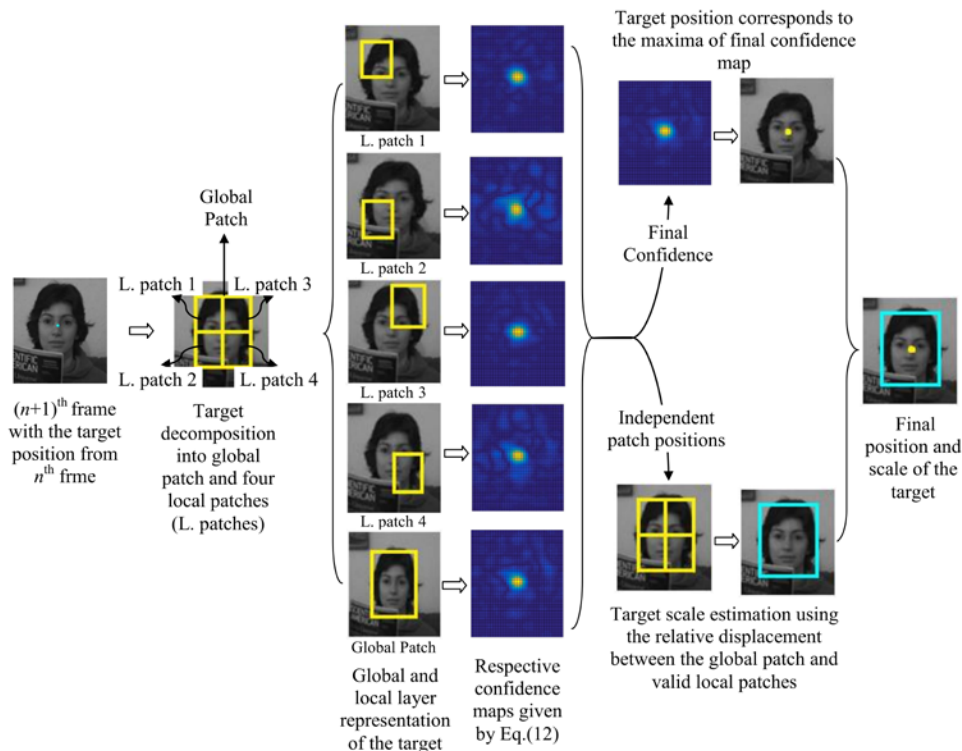 Target position corresponds to
the maxima of final confidence
map
L. patch 1
Global
Patch
L. patch 2
Final
Confidence
L. patch 1 L. patch 3
L. patch 2 L. patch 4
L. patch 3
(n+1)th frame
with the target
position from
nth frme
Target
decomposition
into global
patch and four
local patches
(L. patches)
Independent
patch positions
Final
position and
scale of the
target
L. patch 4
Global Patch
Target scale estimation using
the relative displacement
between the global patch and
valid local patches
Global and
local layer
representation
of the target
Respective
confidence
maps given
by Eq.(12)